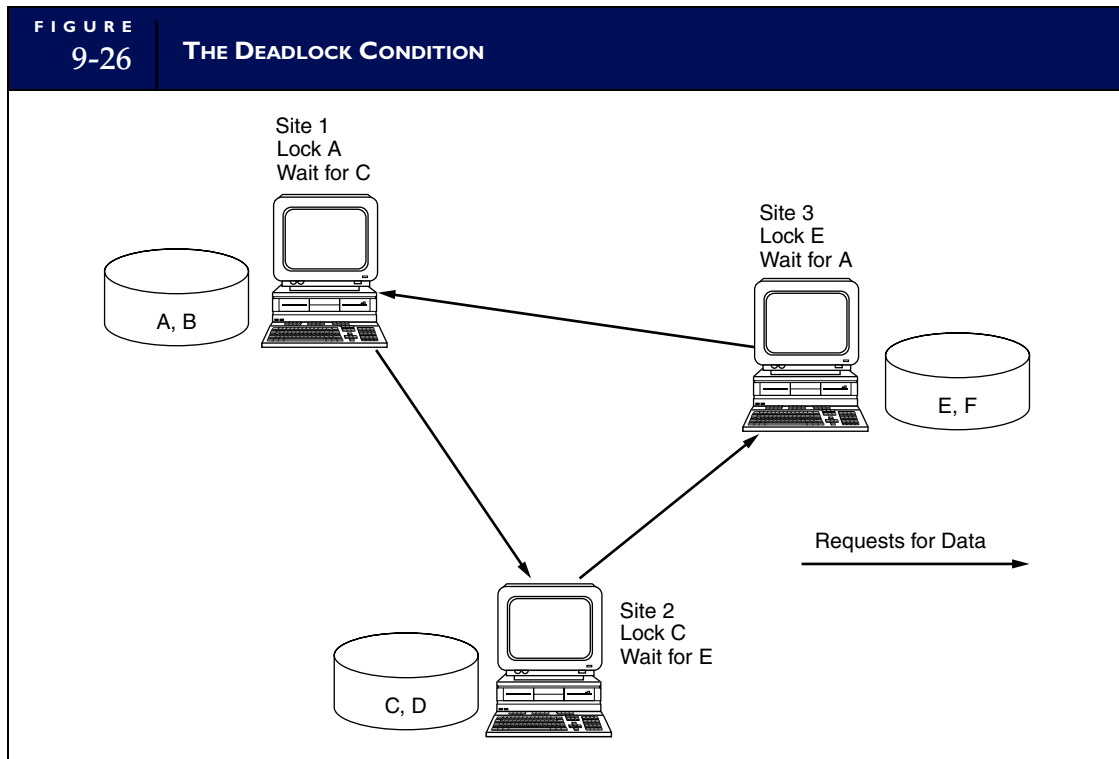 FIGURE
9-26
THE DEADLOCK CONDITION
Site 1
Lock A
Wait for C
A, B
Site 3
Lock E
Wait for A
E, F
Requests for Data
Site 2
Lock C
Wait for E
C, D